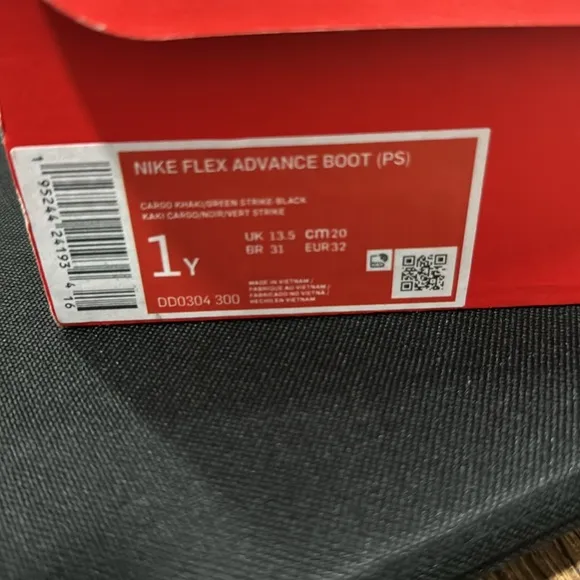 NIKE FLEX ADVANCE BOOT (PS)
CARGO KHAKI/GREEN STRIKE-BLACK
KAKI CARGO/NOIR/VERT STRIKE
1Y
UK 13.5 cm 20
BR 31 EUR 32
MADE IN VIETNAM /
FABRIQUE AU VIETNAM /
FABRICADO NO VIETNÃ /
HECHO EN VIETNAM
DD0304 300
1 95244 24193 4 16